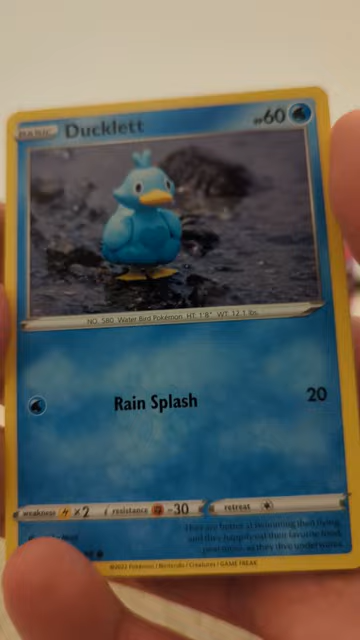 BASIC Ducklett HP 60
NO. 580 Water Bird Pokémon HT: 1'8" WT: 12.1 lbs.
Rain Splash 20
weakness ×2 resistance -30 retreat
They are better at swimming than flying,
and they happily eat their favorite food,
peat moss, as they dive underwater.
©2022 Pokémon / Nintendo / Creatures / GAME FREAK